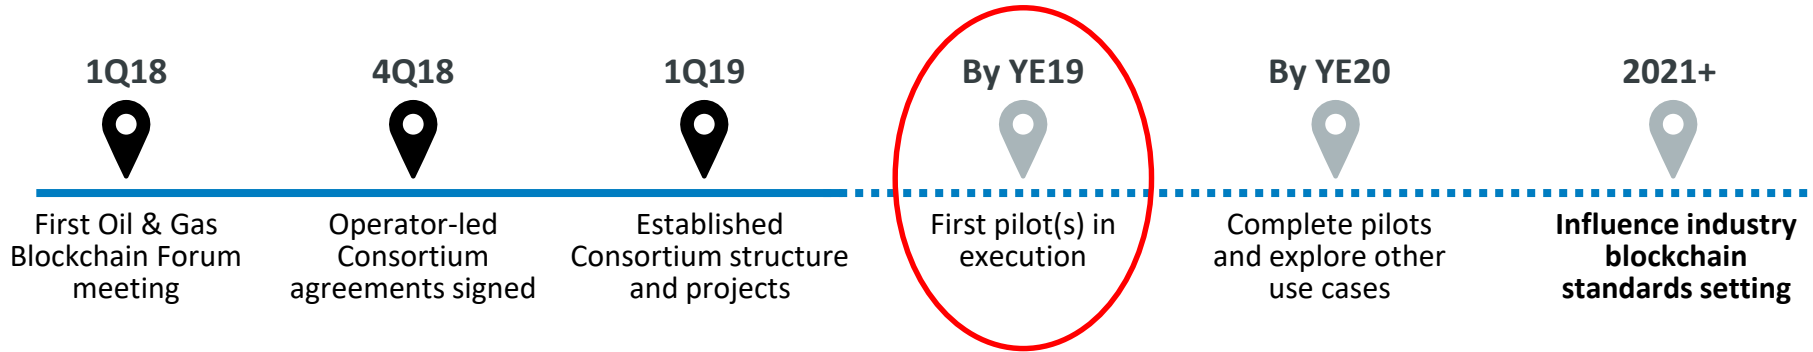 1Q18
First Oil & Gas
Blockchain Forum
meeting
4Q18
Operator-led
Consortium
agreements signed
1Q19
Established
Consortium structure
and projects
By YE19
First pilot(s) in
execution
By YE20
Complete pilots
and explore other
use cases
2021+
Influence industry
blockchain
standards setting